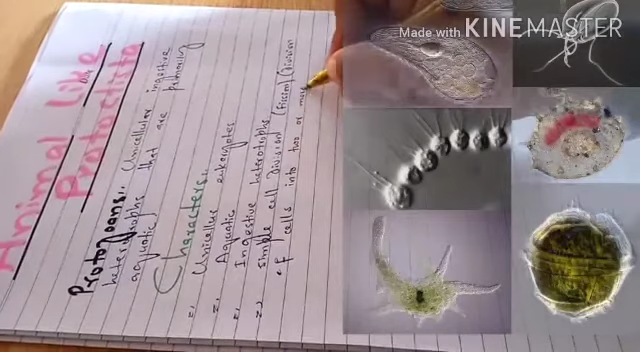 Animal Like
Protoctista
Protozoans:. Unicellular ingestive
heterotrophs that are primarily
aquatic
Characters:.
Unicellular eukaryotes
Aquatic
Ingestive heterotrophs
simple cell Division (Fission) (Division
of cells into two or more
Made with KINEMASTER